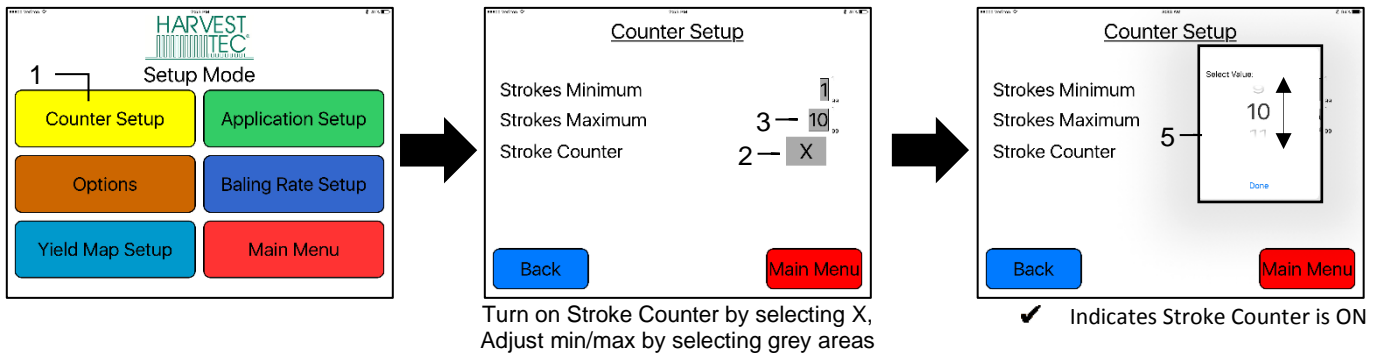 HARVEST
TEC
Setup Mode
1
Counter Setup
Application Setup
Options
Baling Rate Setup
Yield Map Setup
Main Menu
Counter Setup
Strokes Minimum
1
Strokes Maximum
3
10
Stroke Counter
2
X
Back
Main Menu
Turn on Stroke Counter by selecting X,
Adjust min/max by selecting grey areas
Counter Setup
Strokes Minimum
Strokes Maximum
Stroke Counter
Select Value:
9
10
11
5
Done
Back
Main Menu
✔ Indicates Stroke Counter is ON